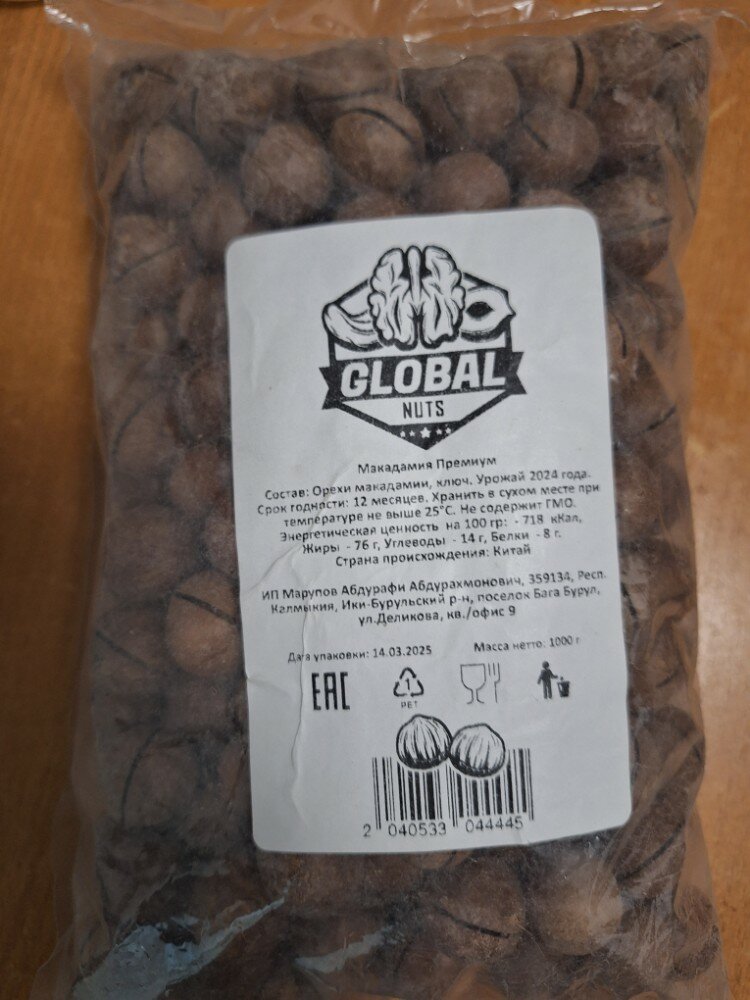 GLOBAL
NUTS
Макадамия Премиум
Состав: Орехи макадамии, ключ. Урожай 2024 года.
Срок годности: 12 месяцев. Хранить в сухом месте при
температуре не выше 25°C. Не содержит ГМО.
Энергетическая ценность на 100 гр: - 718 кКал,
Жиры - 76 г, Углеводы - 14 г, Белки - 8 г.
Страна происхождения: Китай
ИП Марупов Абдурафи Абдурахмонович, 359134, Респ.
Калмыкия, Ики-Бурульский р-н, поселок Бага Бурул,
ул.Деликова, кв./офис 9
Дата упаковки: 14.03.2025 Масса нетто: 1000 г
EAC
1
PET
2 040533 044445